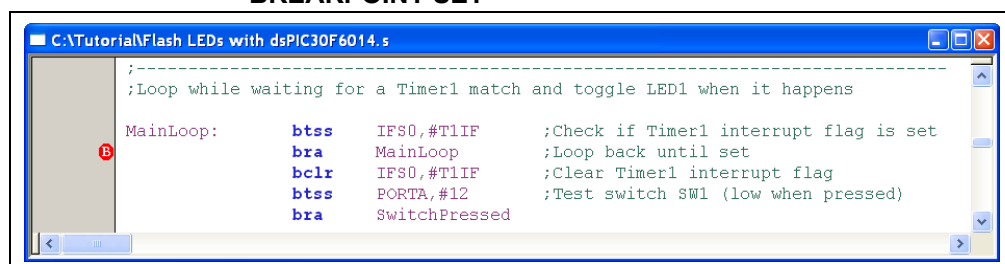 BREAKPOINT SET
C:\Tutorial\Flash LEDs with dsPIC30F6014.s
;-------------------------------------------------------------------------------
;Loop while waiting for a Timer1 match and toggle LED1 when it happens
MainLoop: btss IFS0,#T1IF ;Check if Timer1 interrupt flag is set
B bra MainLoop ;Loop back until set
bclr IFS0,#T1IF ;Clear Timer1 interrupt flag
btss PORTA,#12 ;Test switch SW1 (low when pressed)
bra SwitchPressed